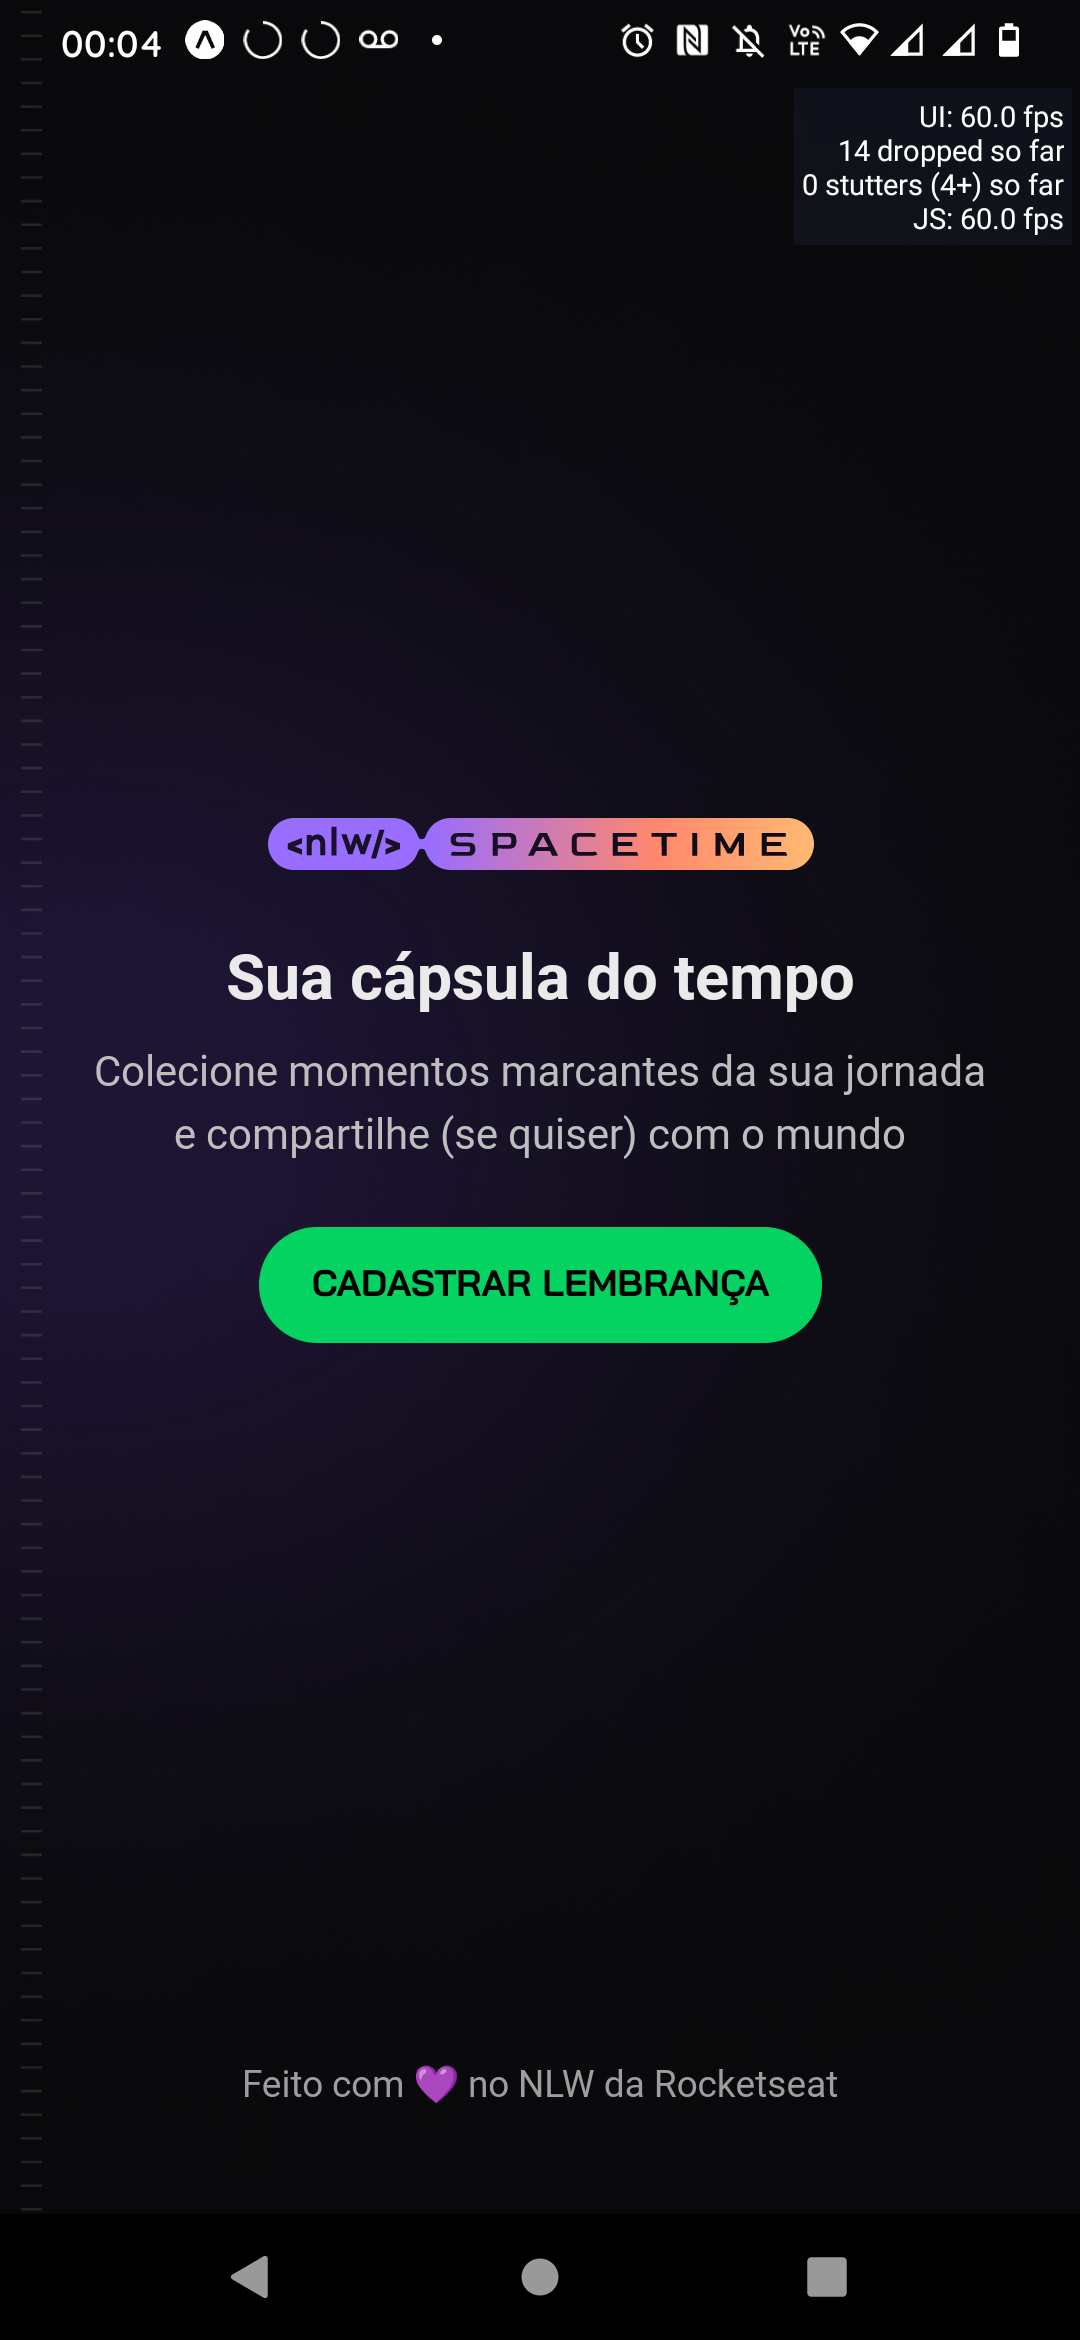 00:04
Vo
LTE
UI: 60.0 fps
14 dropped so far
0 stutters (4+) so far
JS: 60.0 fps
<nlw/> SPACETIME
Sua cápsula do tempo
Colecione momentos marcantes da sua jornada
e compartilhe (se quiser) com o mundo
CADASTRAR LEMBRANÇA
Feito com 💜 no NLW da Rocketseat